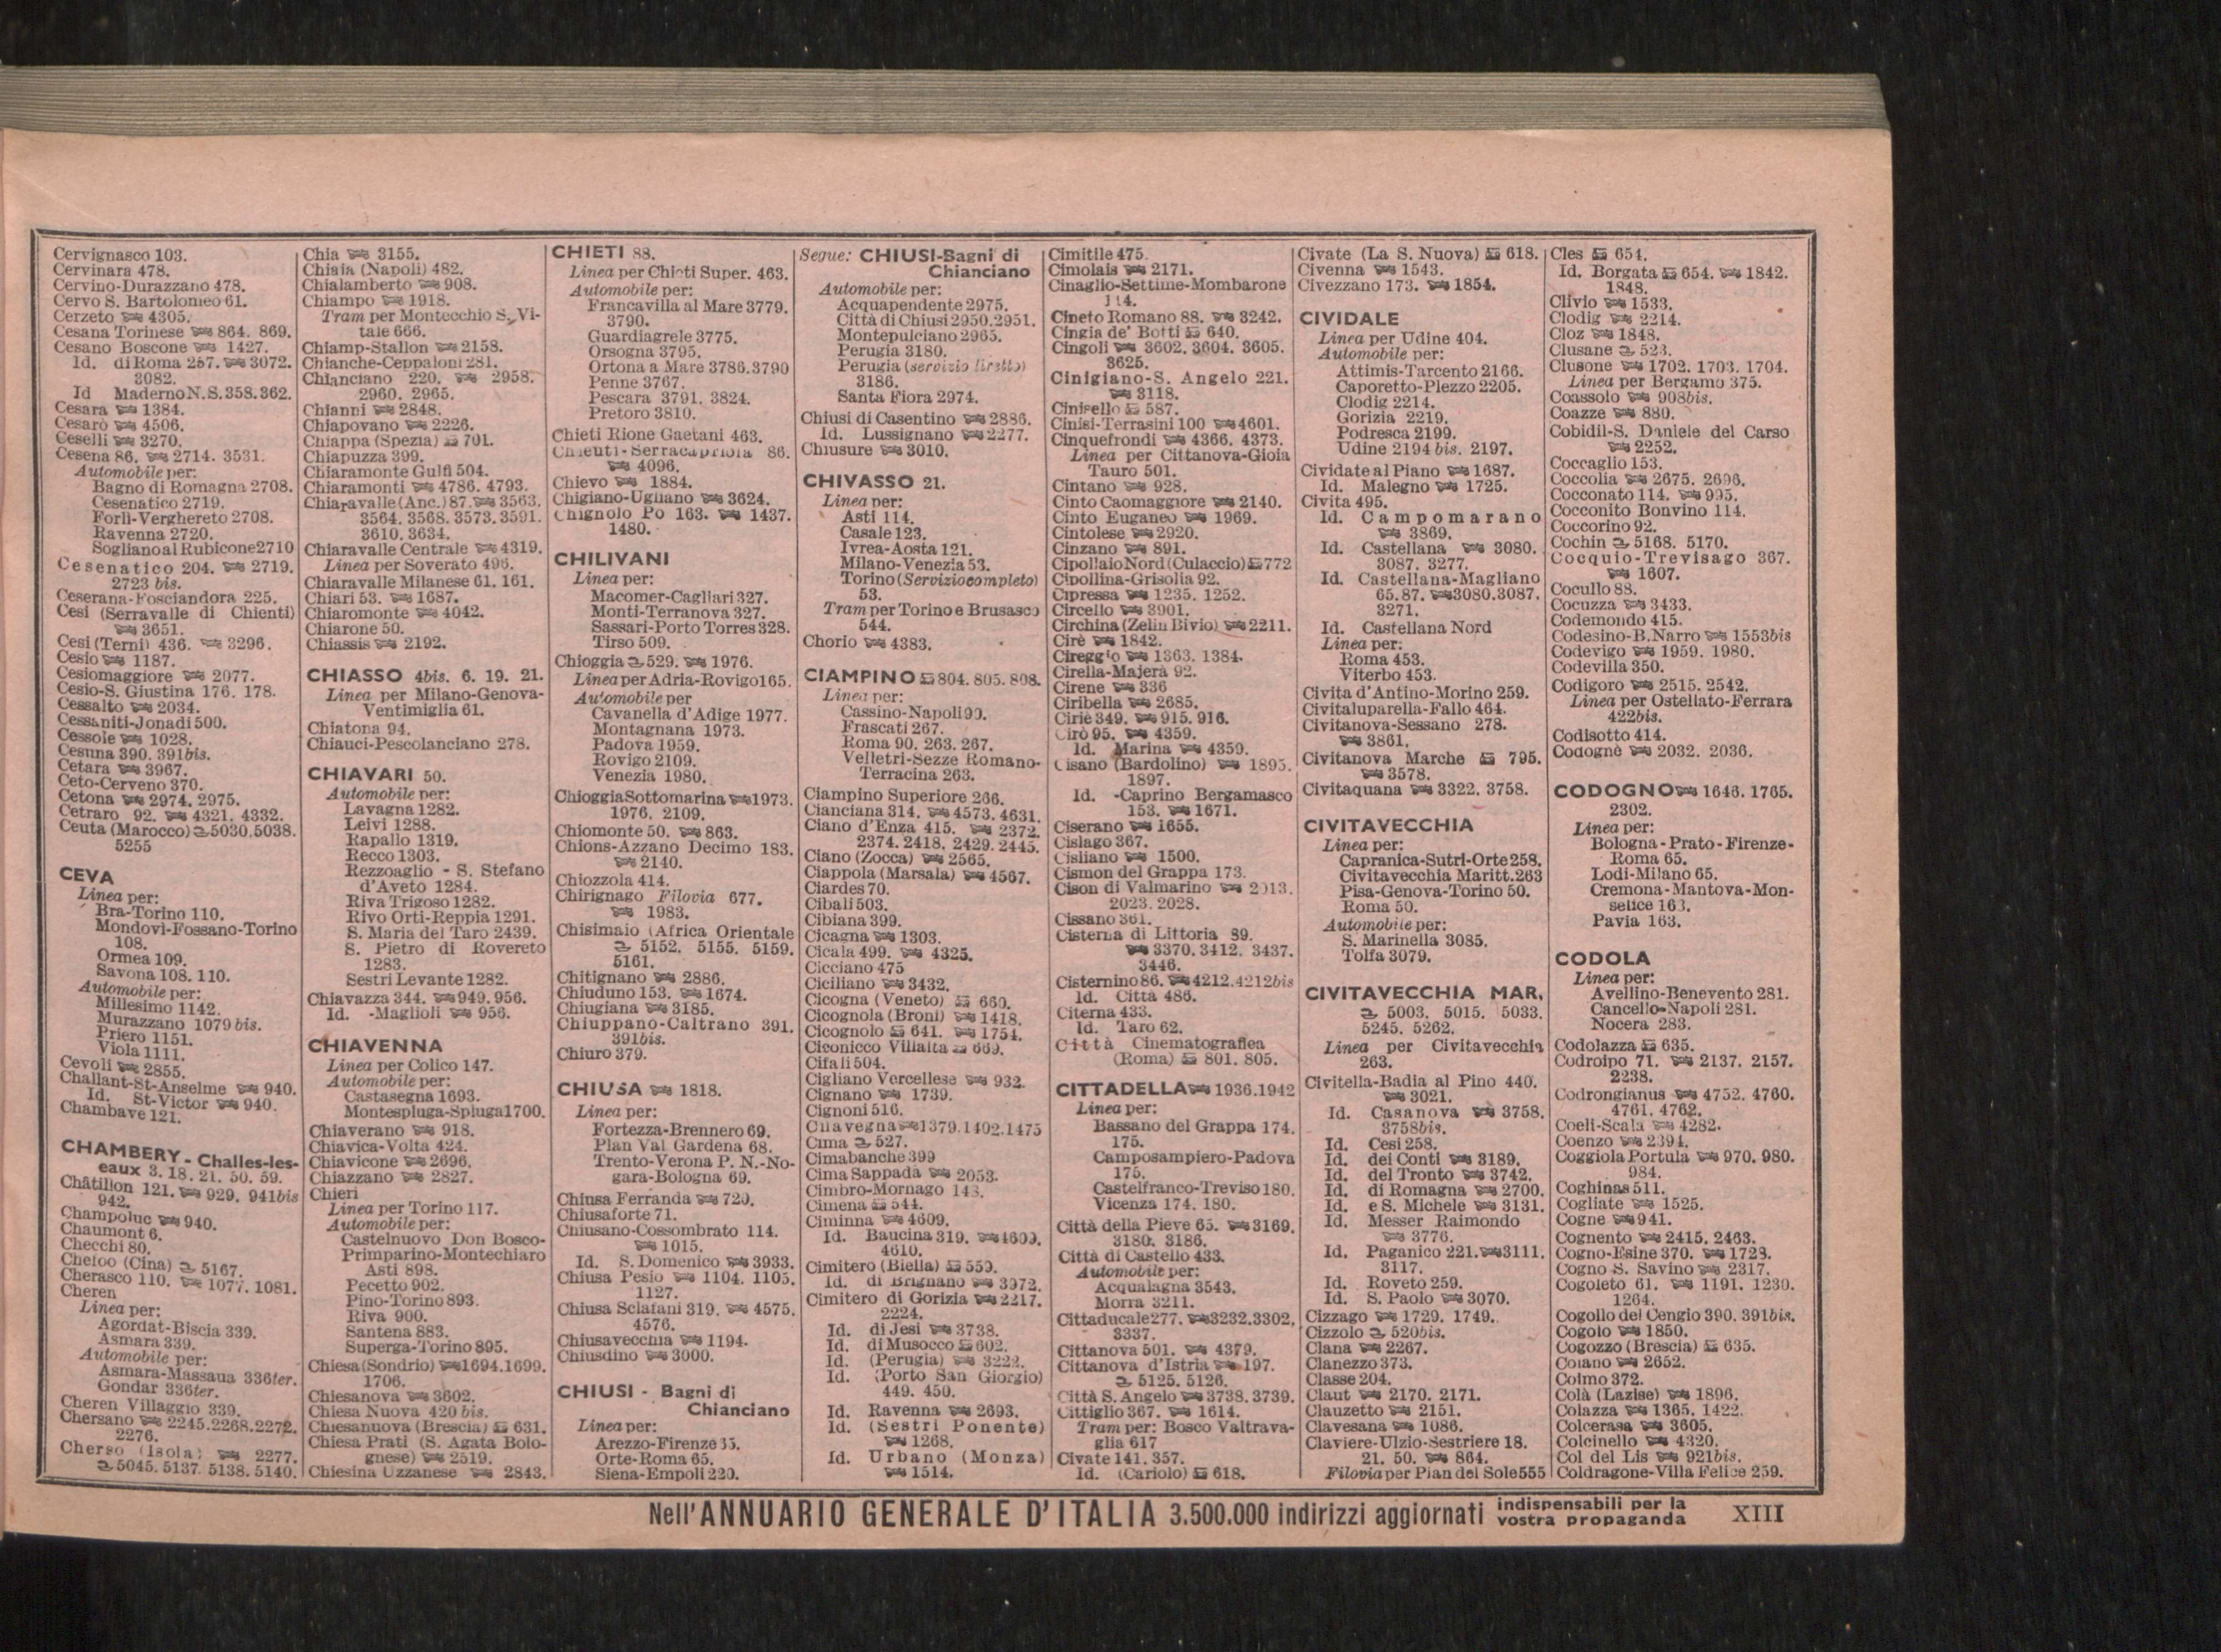 Cervignasco 103.
Cervinara 478.
Cervino-Durazzano 478.
Cervo S. Bartolomeo 61.
Cerzeto 4305.
Cesana Torinese 864. 869.
Cesano Boscone 1427.
Id. di Roma 257. 3072.
3082.
Id Maderno N.S. 358. 362.
Cesara 1384.
Cesarò 4506.
Ceselli 3270.
Cesena 86. 2714. 3531.
Automobile per:
Bagno di Romagna 2708.
Cesenatico 2719.
Forlì-Verghereto 2708.
Ravenna 2720.
Sogliano al Rubicone 2710
Cesenatico 204. 2719.
2723 bis.
Ceserana-Fosciandora 225.
Cesi (Serravalle di Chienti)
3651.
Cesi (Terni) 436. 3296.
Cesio 1187.
Cesiomaggiore 2077.
Cesio-S. Giustina 176. 178.
Cessalto 2034.
Cessaniti-Jonadi 500.
Cessole 1028.
Cesuna 390. 391bis.
Cetara 3967.
Ceto-Cerveno 370.
Cetona 2974. 2975.
Cetraro 92. 4321. 4332.
Ceuta (Marocco) 5030. 5038.
5255
CEVA
Linea per:
Bra-Torino 110.
Mondovì-Fossano-Torino
108.
Ormea 109.
Savona 108. 110.
Automobile per:
Millesimo 1142.
Murazzano 1079 bis.
Priero 1151.
Viola 1111.
Cevoli 2855.
Challant-St-Anselme 940.
Id. St-Victor 940.
Chambave 121.
CHAMBERY - Challes-les-
eaux 3. 18. 21. 50. 59.
Châtillon 121. 929. 941bis
942.
Champoluc 940.
Chaumont 6.
Checchi 80.
Chefoo (Cina) 5167.
Cherasco 110. 1077. 1081.
Cheren
Linea per:
Agordat-Biscia 339.
Asmara 339.
Automobile per:
Asmara-Massaua 336ter.
Gondar 336ter.
Cheren Villaggio 339.
Chersano 2245. 2268. 2272.
2276.
Cherso (Isola) 2277.
5045. 5137. 5138. 5140.
Chia 3155.
Chiaia (Napoli) 482.
Chialamberto 908.
Chiampo 1918.
Tram per Montecchio S. Vi-
tale 666.
Chiamp-Stallon 2158.
Chianche-Ceppaloni 281.
Chianciano 220. 2958.
2960. 2965.
Chianni 2848.
Chiapovano 2226.
Chiappa (Spezia) 701.
Chiapuzza 399.
Chiaramonte Gulfi 504.
Chiaramonti 4786. 4793.
Chiaravalle (Anc.) 87. 3563.
3564. 3568. 3573. 3591.
3610. 3634.
Chiaravalle Centrale 4319.
Linea per Soverato 496.
Chiaravalle Milanese 61. 161.
Chiari 53. 1687.
Chiaromonte 4042.
Chiarone 50.
Chiassis 2192.
CHIASSO 4bis. 6. 19. 21.
Linea per Milano-Genova-
Ventimiglia 61.
Chiatona 94.
Chiauci-Pescolanciano 278.
CHIAVARI 50.
Automobile per:
Lavagna 1282.
Leivi 1288.
Rapallo 1319.
Recco 1303.
Rezzoaglio - S. Stefano
d'Aveto 1284.
Riva Trigoso 1282.
Rivo Orti-Reppia 1291.
S. Maria del Taro 2439.
S. Pietro di Rovereto
1283.
Sestri Levante 1282.
Chiavazza 344. 949. 956.
Id. -Maglioli 956.
CHIAVENNA
Linea per Colico 147.
Automobile per:
Castasegna 1693.
Montespluga-Spluga 1700.
Chiaverano 918.
Chiavica-Volta 424.
Chiavicone 2696.
Chiazzano 2827.
Chieri
Linea per Torino 117.
Automobile per:
Castelnuovo Don Bosco-
Primparino-Montechiaro
Asti 898.
Pecetto 902.
Pino-Torino 893.
Riva 900.
Santena 883.
Superga-Torino 895.
Chiesa (Sondrio) 1694. 1699.
1706.
Chiesanova 3602.
Chiesa Nuova 420 bis.
Chiesanuova (Brescia) 631.
Chiesa Prati (S. Agata Bolo-
gnese) 2519.
Chiesina Uzzanese 2843.
CHIETI 88.
Linea per Chieti Super. 463.
Automobile per:
Francavilla al Mare 3779.
3790.
Guardiagrele 3775.
Orsogna 3795.
Ortona a Mare 3786. 3790
Penne 3767.
Pescara 3791. 3824.
Pretoro 3810.
Chieti Rione Gaetani 463.
Chieuti-Serracapriola 86.
4096.
Chievo 1884.
Chigiano-Ugliano 3624.
Chignolo Po 163. 1437.
1480.
CHILIVANI
Linea per:
Macomer-Cagliari 327.
Monti-Terranova 327.
Sassari-Porto Torres 328.
Tirso 509.
Chioggia 529. 1976.
Linea per Adria-Rovigo 165.
Automobile per
Cavanella d'Adige 1977.
Montagnana 1973.
Padova 1959.
Rovigo 2109.
Venezia 1980.
Chioggia Sottomarina 1973.
1976. 2109.
Chiomonte 50. 863.
Chions-Azzano Decimo 183.
2140.
Chiozzola 414.
Chirignago Filovia 677.
1983.
Chisimaio (Africa Orientale
5152. 5155. 5159.
5161.
Chitignano 2886.
Chiuduno 153. 1674.
Chiugiana 3185.
Chiuppano-Caltrano 391.
391bis.
Chiuro 379.
CHIUSA 1818.
Linea per:
Fortezza-Brennero 69.
Plan Val Gardena 68.
Trento-Verona P. N.-No-
gara-Bologna 69.
Chiusa Ferranda 720.
Chiusaforte 71.
Chiusano-Cossombrato 114.
1015.
Id. S. Domenico 3933.
Chiusa Pesio 1104. 1105.
1127.
Chiusa Sclafani 319. 4575.
4576.
Chiusavecchia 1194.
Chiusdino 3000.
CHIUSI - Bagni di
Chianciano
Linea per:
Arezzo-Firenze 35.
Orte-Roma 65.
Siena-Empoli 220.
Segue: CHIUSI-Bagni di
Chianciano
Automobile per:
Acquapendente 2975.
Città di Chiusi 2950. 2951.
Montepulciano 2965.
Perugia 3180.
Perugia (servizio diretto)
3186.
Santa Fiora 2974.
Chiusi di Casentino 2886.
Id. Lussignano 2277.
Chiusure 3010.
CHIVASSO 21.
Linea per:
Asti 114.
Casale 123.
Ivrea-Aosta 121.
Milano-Venezia 53.
Torino (Servizio completo)
53.
Tram per Torino e Brusasco
544.
Chorio 4383.
CIAMPINO 804. 805. 808.
Linea per:
Cassino-Napoli 90.
Frascati 267.
Roma 90. 263. 267.
Velletri-Sezze Romano-
Terracina 263.
Ciampino Superiore 266.
Cianciana 314. 4573. 4631.
Ciano d'Enza 415. 2372.
2374. 2418. 2429. 2445.
Ciano (Zocca) 2565.
Ciappola (Marsala) 4567.
Ciardes 70.
Cibali 503.
Cibiana 399.
Cicagna 1303.
Cicala 499. 4325.
Cicciano 475
Ciciliano 3432.
Cicogna (Veneto) 660.
Cicognola (Broni) 1418.
Cicognolo 641. 1754.
Ciconicco Villalta 669.
Cifali 504.
Cigliano Vercellese 932.
Cignano 1739.
Cignoni 516.
Cilavegna 1379. 1402. 1475
Cima 527.
Cimabanche 399
Cima Sappada 2053.
Cimbro-Mornago 143.
Cimena 544.
Ciminna 4609.
Id. Baucina 319. 4609.
4610.
Cimitero (Biella) 559.
Id. di Brignano 3972.
Cimitero di Gorizia 2217.
2224.
Id. di Jesi 3738.
Id. di Musocco 602.
Id. (Perugia) 3222.
Id. (Porto San Giorgio)
449. 450.
Id. Ravenna 2693.
Id. (Sestri Ponente)
1268.
Id. Urbano (Monza)
1514.
Cimitile 475.
Cimolais 2171.
Cinaglio-Settime-Mombarone
114.
Cineto Romano 88. 3242.
Cingia de' Botti 640.
Cingoli 3602. 3604. 3605.
3625.
Cinigiano-S. Angelo 221.
3118.
Cinisello 587.
Cinisi-Terrasini 100 4601.
Cinquefrondi 4366. 4373.
Linea per Cittanova-Gioia
Tauro 501.
Cintano 928.
Cinto Caomaggiore 2140.
Cinto Euganeo 1969.
Cintolese 2920.
Cinzano 891.
Cipollaio Nord (Culaccio) 772
Cipollina-Grisolia 92.
Cipressa 1235. 1252.
Circello 3901.
Circhina (Zelin Bivio) 2211.
Cirè 1842.
Cireggio 1363. 1384.
Cirella-Majerà 92.
Cirene 336
Ciribella 2685.
Ciriè 349. 915. 916.
Cirò 95. 4359.
Id. Marina 4359.
Cisano (Bardolino) 1895.
1897.
Id. -Caprino Bergamasco
153. 1671.
Ciserano 1655.
Cislago 367.
Cisliano 1500.
Cismon del Grappa 173.
Cison di Valmarino 2013.
2023. 2028.
Cissano 361.
Cisterna di Littoria 89.
3370. 3412. 3437.
3446.
Cisternino 86. 4212. 4212bis
Id. Città 486.
Citerna 433.
Id. Taro 62.
Città Cinematografica
(Roma) 801. 805.
CITTADELLA 1936. 1942
Linea per:
Bassano del Grappa 174.
175.
Camposampiero-Padova
175.
Castelfranco-Treviso 180.
Vicenza 174. 180.
Città della Pieve 65. 3169.
3180. 3186.
Città di Castello 433.
Automobile per:
Acqualagna 3543.
Morra 3211.
Cittaducale 277. 3232. 3302.
3337.
Cittanova 501. 4379.
Cittanova d'Istria 197.
5125. 5126.
Città S. Angelo 3738. 3739.
Cittiglio 367. 1614.
Tram per: Bosco Valtrava-
glia 617
Civate 141. 357.
Id. (Cariolo) 618.
Civate (La S. Nuova) 618.
Civenna 1543.
Civezzano 173. 1854.
CIVIDALE
Linea per Udine 404.
Automobile per:
Attimis-Tarcento 2166.
Caporetto-Plezzo 2205.
Clodig 2214.
Gorizia 2219.
Podresca 2199.
Udine 2194 bis. 2197.
Cividate al Piano 1687.
Id. Malegno 1725.
Civita 495.
Id. Campomarano
3869.
Id. Castellana 3080.
3087. 3277.
Id. Castellana-Magliano
65. 87. 3080. 3087.
3271.
Id. Castellana Nord
Linea per:
Roma 453.
Viterbo 453.
Civita d'Antino-Morino 259.
Civitaluparella-Fallo 464.
Civitanova-Sessano 278.
3861.
Civitanova Marche 795.
3578.
Civitaquana 3322. 3758.
CIVITAVECCHIA
Linea per:
Capranica-Sutri-Orte 258.
Civitavecchia Maritt. 263
Pisa-Genova-Torino 50.
Roma 50.
Automobile per:
S. Marinella 3085.
Tolfa 3079.
CIVITAVECCHIA MAR.
5003. 5015. 5033.
5245. 5262.
Linea per Civitavecchia
263.
Civitella-Badia al Pino 440.
3021.
Id. Casanova 3758.
3758bis.
Id. Cesi 258.
Id. dei Conti 3189.
Id. del Tronto 3742.
Id. di Romagna 2700.
Id. e S. Michele 3131.
Id. Messer Raimondo
3776.
Id. Paganico 221. 3111.
3117.
Id. Roveto 259.
Id. S. Paolo 3070.
Cizzago 1729. 1749.
Cizzolo 520bis.
Clana 2267.
Clanezzo 373.
Classe 204.
Claut 2170. 2171.
Clauzetto 2151.
Clavesana 1086.
Claviere-Ulzio-Sestriere 18.
21. 50. 864.
Filovia per Pian del Sole 555
Cles 654.
Id. Borgata 654. 1842.
1848.
Clivio 1533.
Clodig 2214.
Cloz 1848.
Clusane 523.
Clusone 1702. 1703. 1704.
Linea per Bergamo 375.
Coassolo 908bis.
Coazze 880.
Cobidil-S. Daniele del Carso
2252.
Coccaglio 153.
Coccolia 2675. 2696.
Cocconato 114. 995.
Cocconito Bonvino 114.
Coccorino 92.
Cochin 5168. 5170.
Cocquio-Trevisago 367.
1607.
Cocullo 88.
Cocuzza 3433.
Codemondo 415.
Codesino-B.Narro 1553bis
Codevigo 1959. 1980.
Codevilla 350.
Codigoro 2515. 2542.
Linea per Ostellato-Ferrara
422bis.
Codisotto 414.
Codognè 2032. 2036.
CODOGNO 1646. 1765.
2302.
Linea per:
Bologna-Prato-Firenze-
Roma 65.
Lodi-Milano 65.
Cremona-Mantova-Mon-
selice 163.
Pavia 163.
CODOLA
Linea per:
Avellino-Benevento 281.
Cancello-Napoli 281.
Nocera 283.
Codolazza 635.
Codroipo 71. 2137. 2157.
2238.
Codrongianus 4752. 4760.
4761. 4762.
Coeli-Scala 4282.
Coenzo 2394.
Coggiola Portula 970. 980.
984.
Coghinas 511.
Cogliate 1525.
Cogne 941.
Cognento 2415. 2463.
Cogno-Esine 370. 1728.
Cogno S. Savino 2317.
Cogoleto 61. 1191. 1230.
1264.
Cogollo del Cengio 390. 391bis.
Cogolo 1850.
Cogozzo (Brescia) 635.
Coiano 2652.
Colmo 372.
Colà (Lazise) 1896.
Colazza 1365. 1422.
Colcerasa 3605.
Colcinello 4320.
Col del Lis 921bis.
Coldragone-Villa Felice 259.
Nell'ANNUARIO GENERALE D'ITALIA 3.500.000 indirizzi aggiornati indispensabili per la vostra propaganda XIII